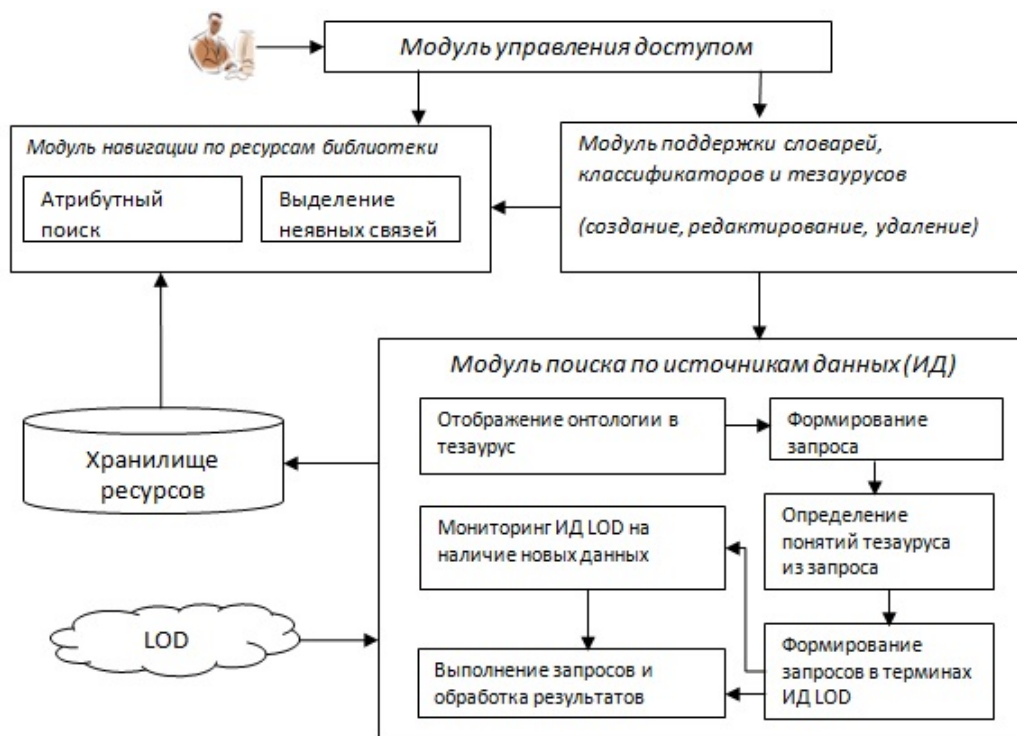 Модуль управления доступом
Модуль навигации по ресурсам библиотеки
Атрибутный
поиск
Выделение
неявных связей
Модуль поддержки словарей,
классификаторов и тезаурусов
(создание, редактирование, удаление)
Модуль поиска по источникам данных (ИД)
Отображение онтологии в
тезаурус
Формирование
запроса
Хранилище
ресурсов
Мониторинг ИД LOD на
наличие новых данных
Определение
понятий тезауруса
из запроса
LOD
Выполнение запросов и
обработка результатов
Формирование
запросов в терминах
ИД LOD